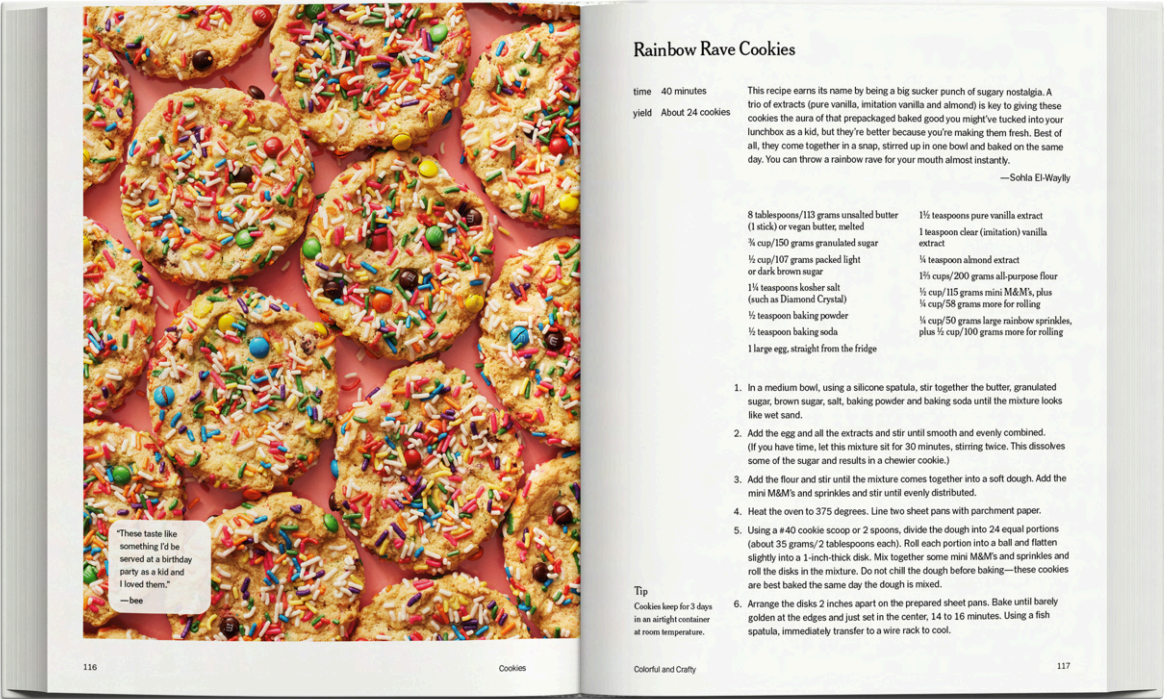 "These taste like
something I'd be
served at a birthday
party as a kid and
I loved them."
—bee
116
Cookies
Rainbow Rave Cookies
time 40 minutes
yield About 24 cookies
This recipe earns its name by being a big sucker punch of sugary nostalgia. A
trio of extracts (pure vanilla, imitation vanilla and almond) is key to giving these
cookies the aura of that prepackaged baked good you might've tucked into your
lunchbox as a kid, but they're better because you're making them fresh. Best of
all, they come together in a snap, stirred up in one bowl and baked on the same
day. You can throw a rainbow rave for your mouth almost instantly.
—Sohla El-Waylly
8 tablespoons/113 grams unsalted butter
(1 stick) or vegan butter, melted
¾ cup/150 grams granulated sugar
½ cup/107 grams packed light
or dark brown sugar
1¼ teaspoons kosher salt
(such as Diamond Crystal)
½ teaspoon baking powder
½ teaspoon baking soda
1 large egg, straight from the fridge
1½ teaspoons pure vanilla extract
1 teaspoon clear (imitation) vanilla
extract
¼ teaspoon almond extract
1⅔ cups/200 grams all-purpose flour
½ cup/115 grams mini M&M's, plus
¼ cup/58 grams more for rolling
¼ cup/50 grams large rainbow sprinkles,
plus ½ cup/100 grams more for rolling
1. In a medium bowl, using a silicone spatula, stir together the butter, granulated
sugar, brown sugar, salt, baking powder and baking soda until the mixture looks
like wet sand.
2. Add the egg and all the extracts and stir until smooth and evenly combined.
(If you have time, let this mixture sit for 30 minutes, stirring twice. This dissolves
some of the sugar and results in a chewier cookie.)
3. Add the flour and stir until the mixture comes together into a soft dough. Add the
mini M&M's and sprinkles and stir until evenly distributed.
4. Heat the oven to 375 degrees. Line two sheet pans with parchment paper.
5. Using a #40 cookie scoop or 2 spoons, divide the dough into 24 equal portions
(about 35 grams/2 tablespoons each). Roll each portion into a ball and flatten
slightly into a 1-inch-thick disk. Mix together some mini M&M's and sprinkles and
roll the disks in the mixture. Do not chill the dough before baking—these cookies
are best baked the same day the dough is mixed.
6. Arrange the disks 2 inches apart on the prepared sheet pans. Bake until barely
golden at the edges and just set in the center, 14 to 16 minutes. Using a fish
spatula, immediately transfer to a wire rack to cool.
Tip
Cookies keep for 3 days
in an airtight container
at room temperature.
Colorful and Crafty
117